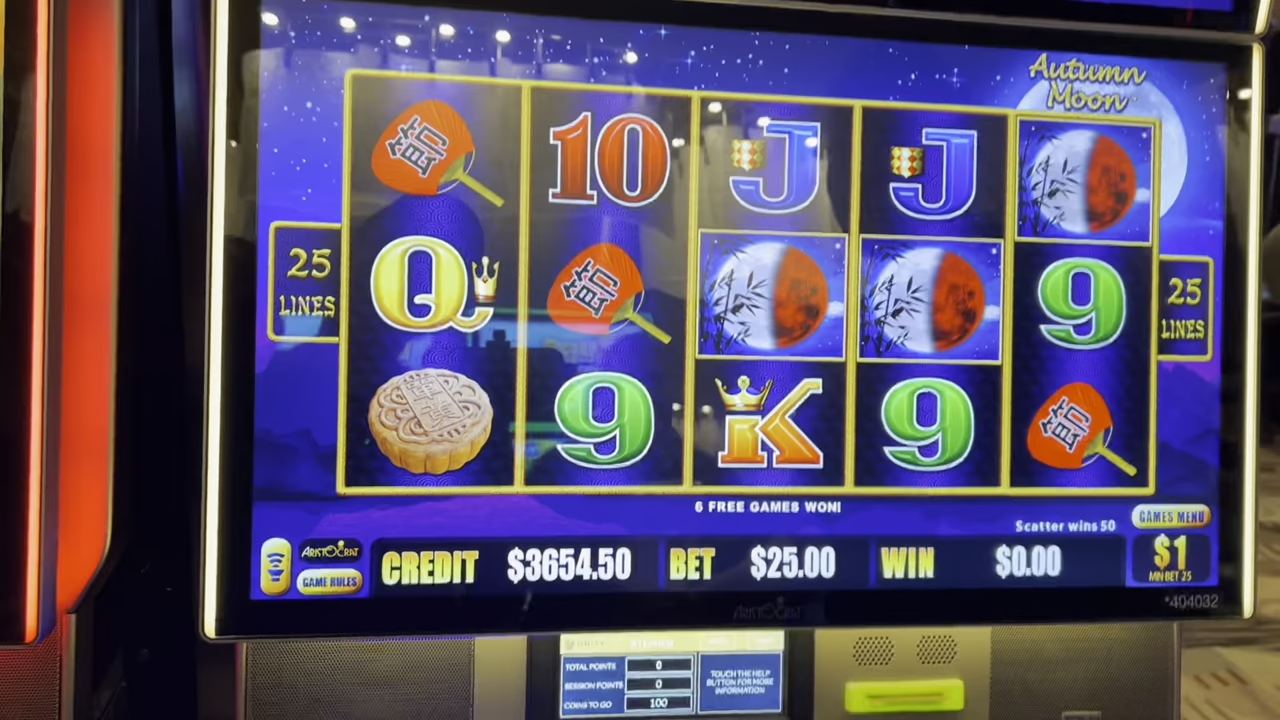 Autumn
Moon
10
J
J
25
LINES
Q
9
25
LINES
9
K
9
6 FREE GAMES WON!
Scatter wins 50
GAMES MENU
ARISTOCRAT
GAME RULES
CREDIT $3654.50 BET $25.00 WIN $0.00
$1
MIN BET 25
*404032
ARISTOCRAT
TOTAL POINTS 0
SESSION POINTS 0
COINS TO GO 100
TOUCH THE HELP
BUTTON FOR MORE
INFORMATION